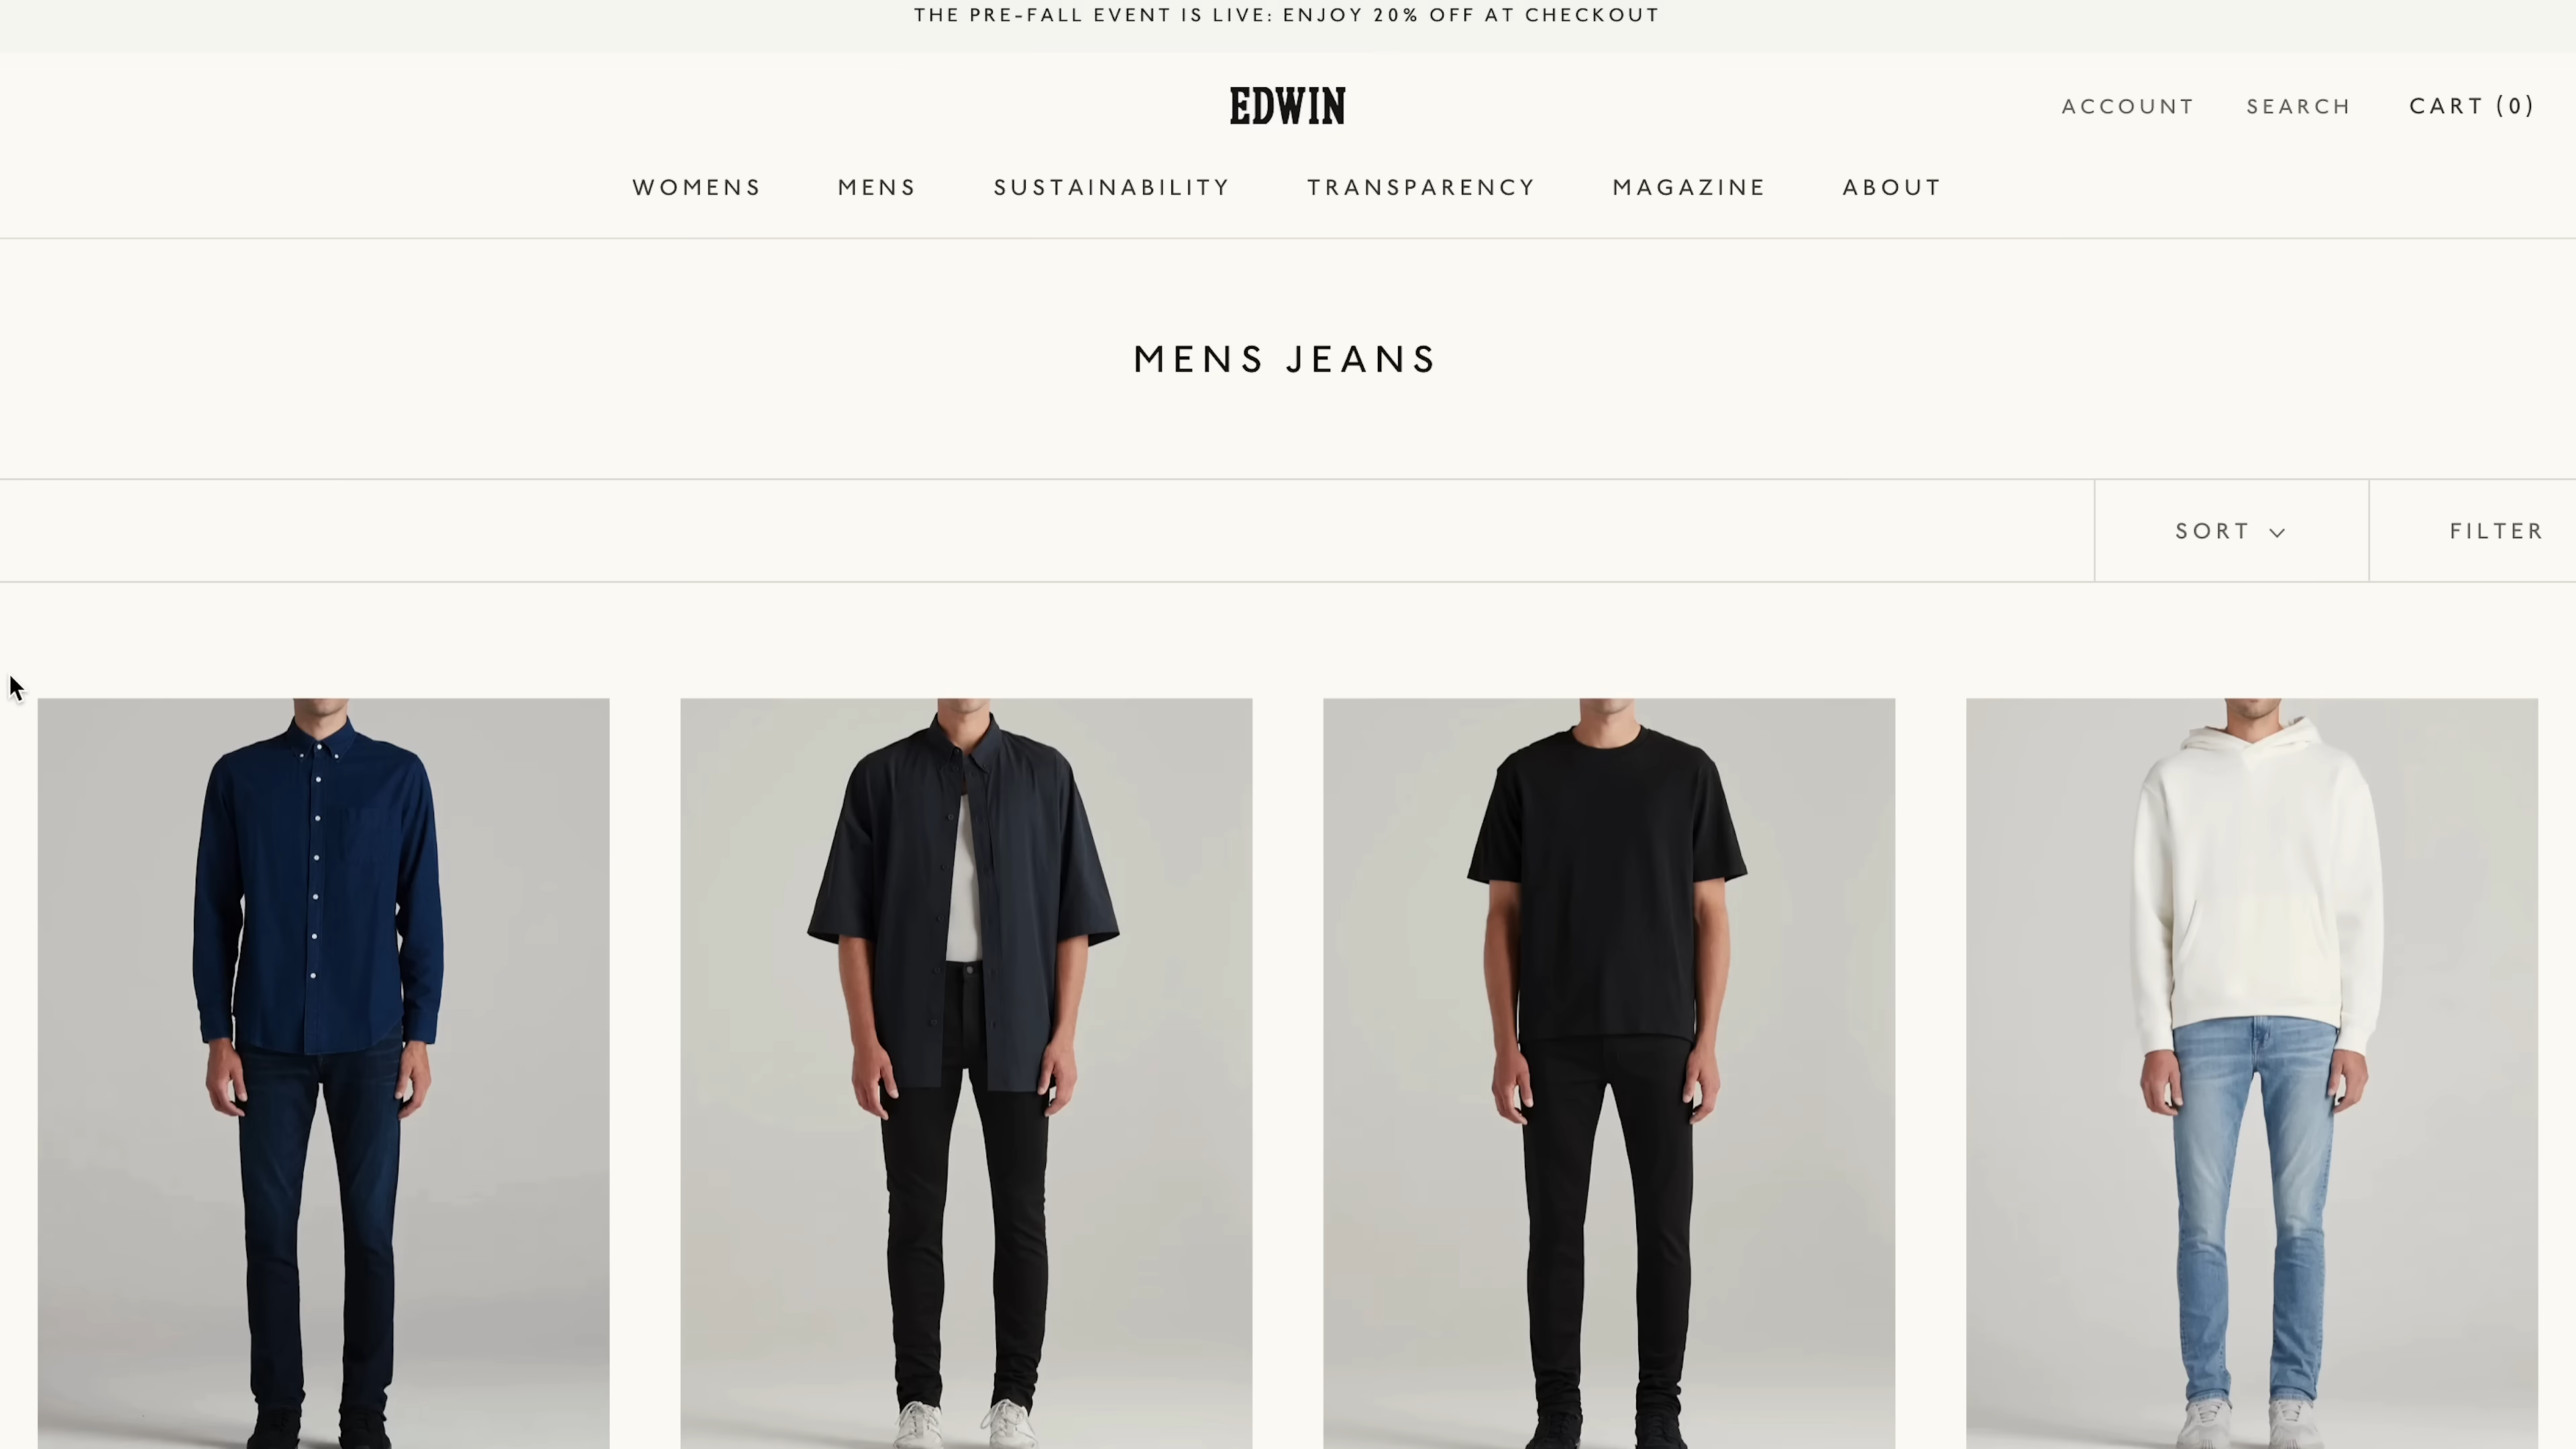 THE PRE-FALL EVENT IS LIVE: ENJOY 20% OFF AT CHECKOUT
EDWIN
ACCOUNT SEARCH CART (0)
WOMENS MENS SUSTAINABILITY TRANSPARENCY MAGAZINE ABOUT
MENS JEANS
SORT FILTER